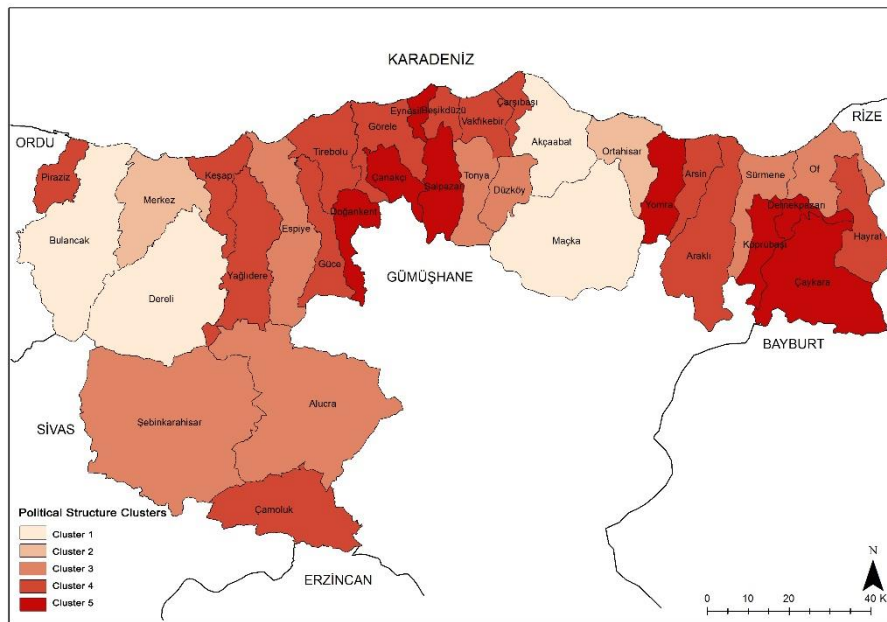 KARADENİZ
RİZE
ORDU
Eynesil
Beşikdüzü
Çarşıbaşı
Görele
Vakfıkebir
Akçaabat
Tirebolu
Ortahisar
Piraziz
Keşap
Çanakçı
Şalpazarı
Tonya
Düzköy
Arsin
Sürmene
Of
Merkez
Yomra
Dernekpazarı
Doğankent
Espiye
Bulancak
Maçka
Köprübaşı
Hayrat
Araklı
Güce
Yağlıdere
GÜMÜŞHANE
Çaykara
Dereli
BAYBURT
Alucra
Şebinkarahisar
SİVAS
Çamoluk
ERZİNCAN
Political Structure Clusters
Cluster 1
Cluster 2
Cluster 3
Cluster 4
Cluster 5
N
0 10 20 40 K